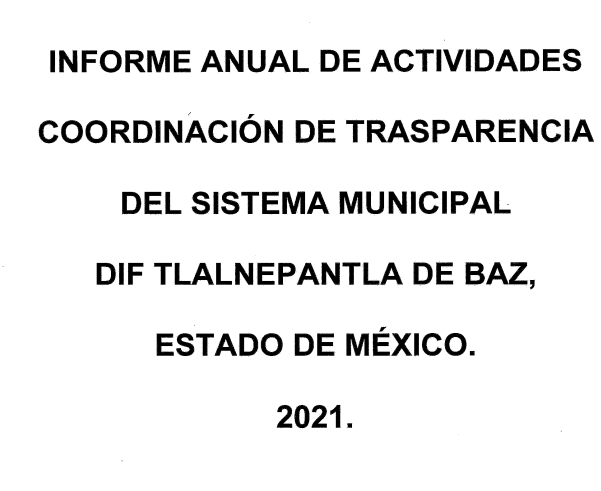 INFORME ANUAL DE ACTIVIDADES
COORDINACIÓN DE TRASPARENCIA
DEL SISTEMA MUNICIPAL
DIF TLALNEPANTLA DE BAZ,
ESTADO DE MÉXICO.
2021.